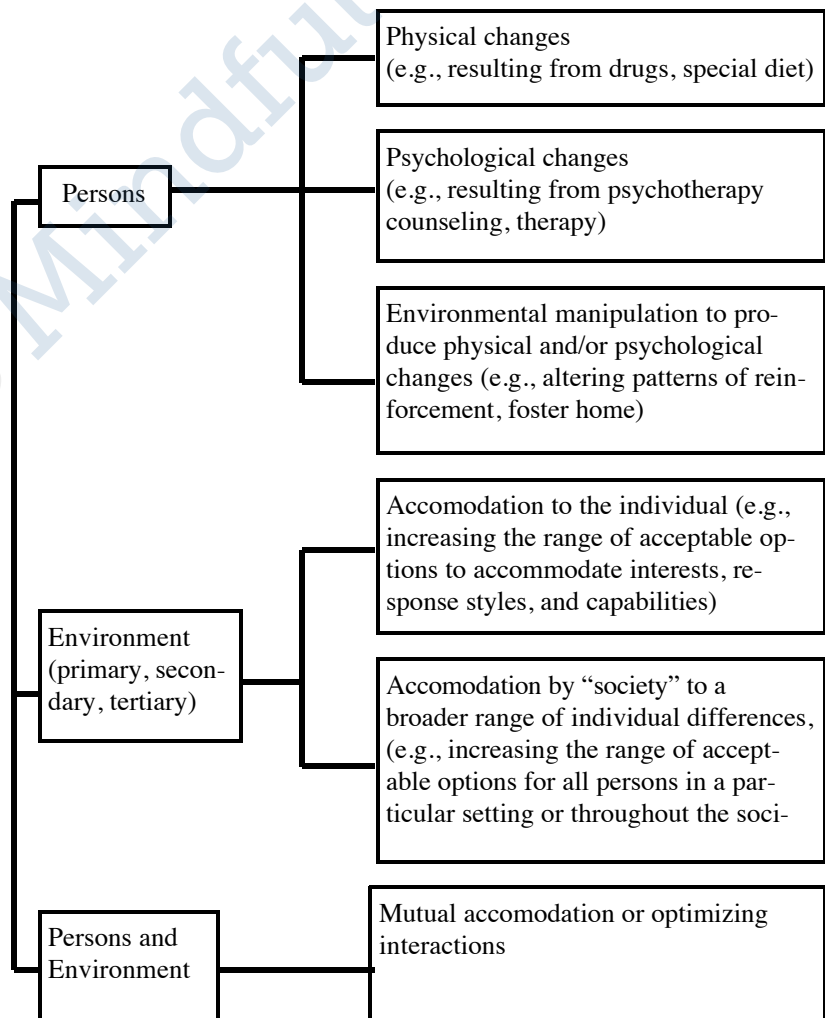 Physical changes
(e.g., resulting from drugs, special diet)
Psychological changes
(e.g., resulting from psychotherapy
counseling, therapy)
Persons
Environmental manipulation to pro-
duce physical and/or psychological
changes (e.g., altering patterns of rein-
forcement, foster home)
Accomodation to the individual (e.g.,
increasing the range of acceptable op-
tions to accommodate interests, re-
sponse styles, and capabilities)
Environment
(primary, secon-
dary, tertiary)
Accomodation by “society” to a
broader range of individual differences,
(e.g., increasing the range of accept-
able options for all persons in a par-
ticular setting or throughout the soci-
Mutual accomodation or optimizing
interactions
Persons and
Environment
Mindful